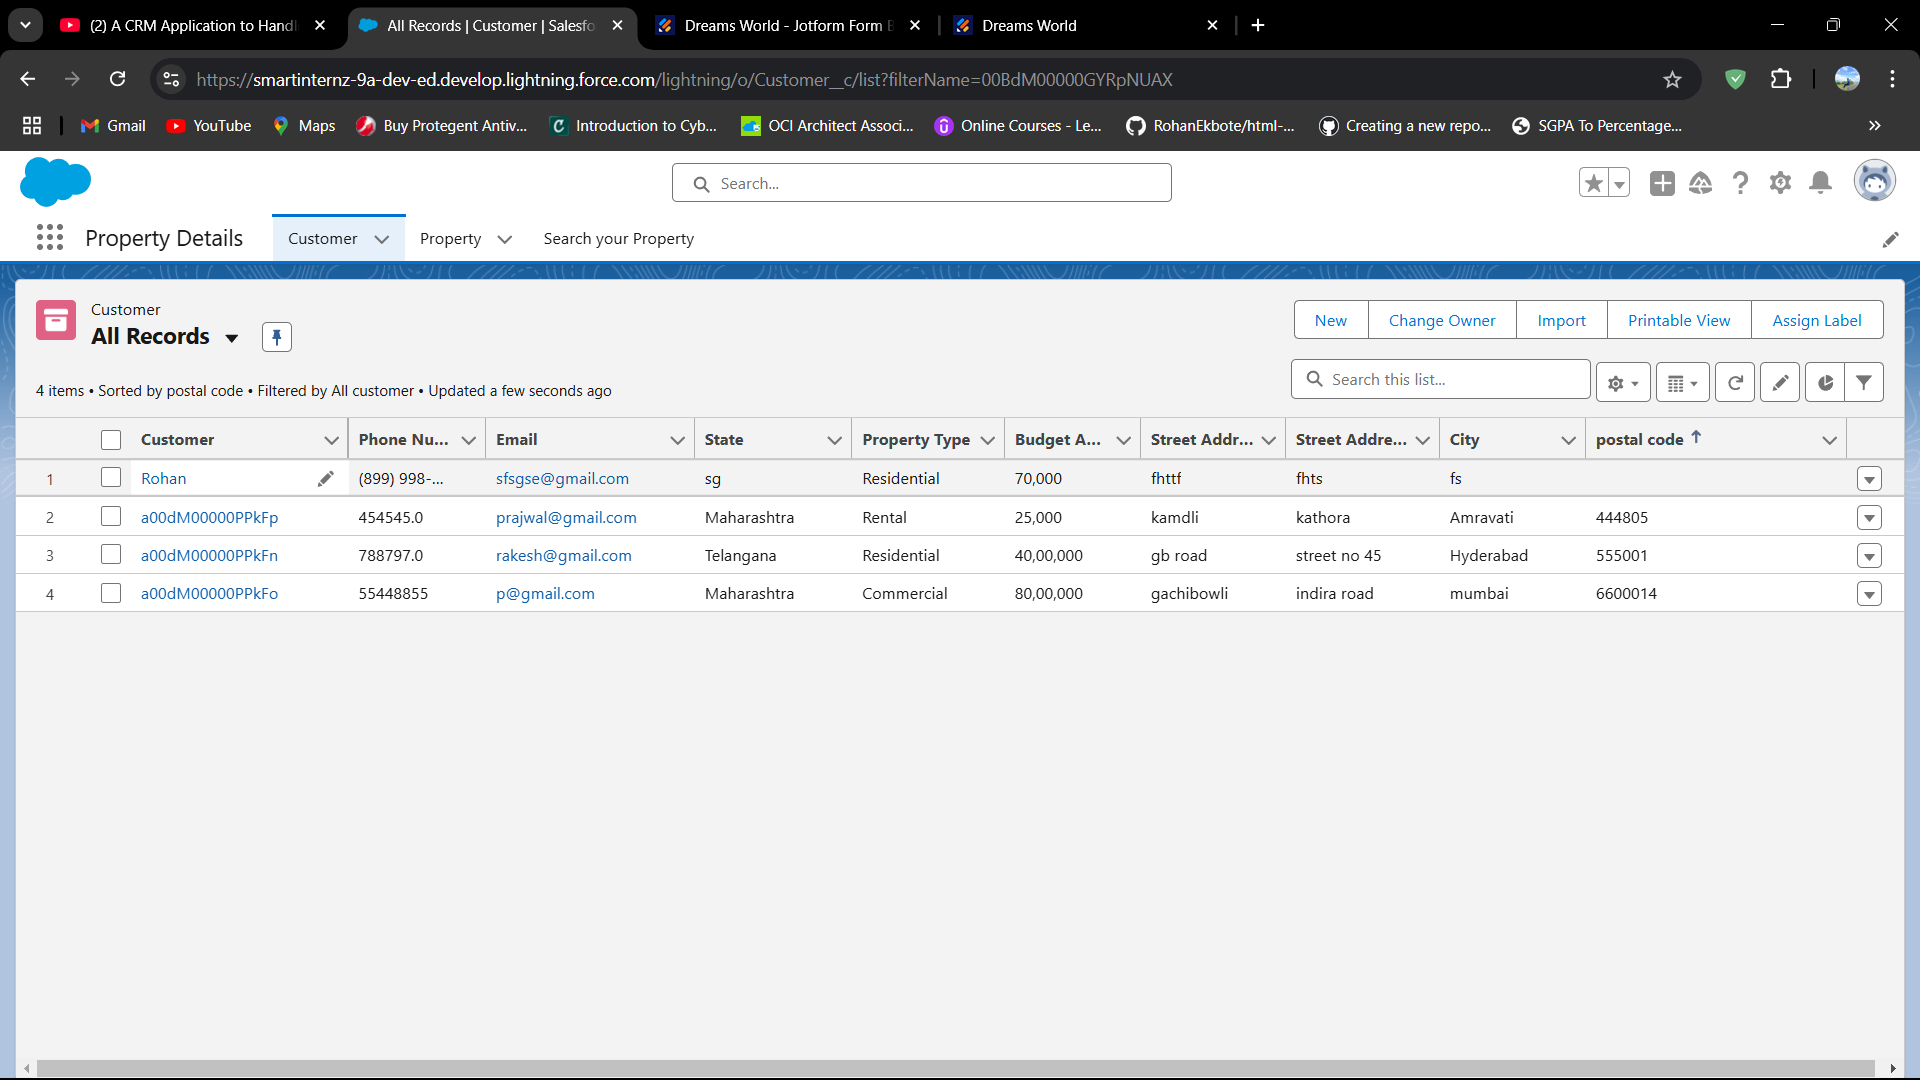 (2) A CRM Application to Handl
All Records | Customer | Salesfo
Dreams World - Jotform Form B
Dreams World
https://smartinternz-9a-dev-ed.develop.lightning.force.com/lightning/o/Customer__c/list?filterName=00BdM00000GYRpNUAX
Gmail
YouTube
Maps
Buy Protegent Antiv...
Introduction to Cyb...
OCI Architect Associ...
Online Courses - Le...
RohanEkbote/html-...
Creating a new repo...
SGPA To Percentage...
Search...
Property Details
Customer
Property
Search your Property
Customer
All Records
New
Change Owner
Import
Printable View
Assign Label
4 items • Sorted by postal code • Filtered by All customer • Updated a few seconds ago
Search this list...
Customer Phone Nu... Email State Property Type Budget A... Street Addr... Street Addre... City postal code
1 Rohan (899) 998-... sfsgse@gmail.com sg Residential 70,000 fhttf fhts fs
2 a00dM00000PPkFp 454545.0 prajwal@gmail.com Maharashtra Rental 25,000 kamdli kathora Amravati 444805
3 a00dM00000PPkFn 788797.0 rakesh@gmail.com Telangana Residential 40,00,000 gb road street no 45 Hyderabad 555001
4 a00dM00000PPkFo 55448855 p@gmail.com Maharashtra Commercial 80,00,000 gachibowli indira road mumbai 6600014